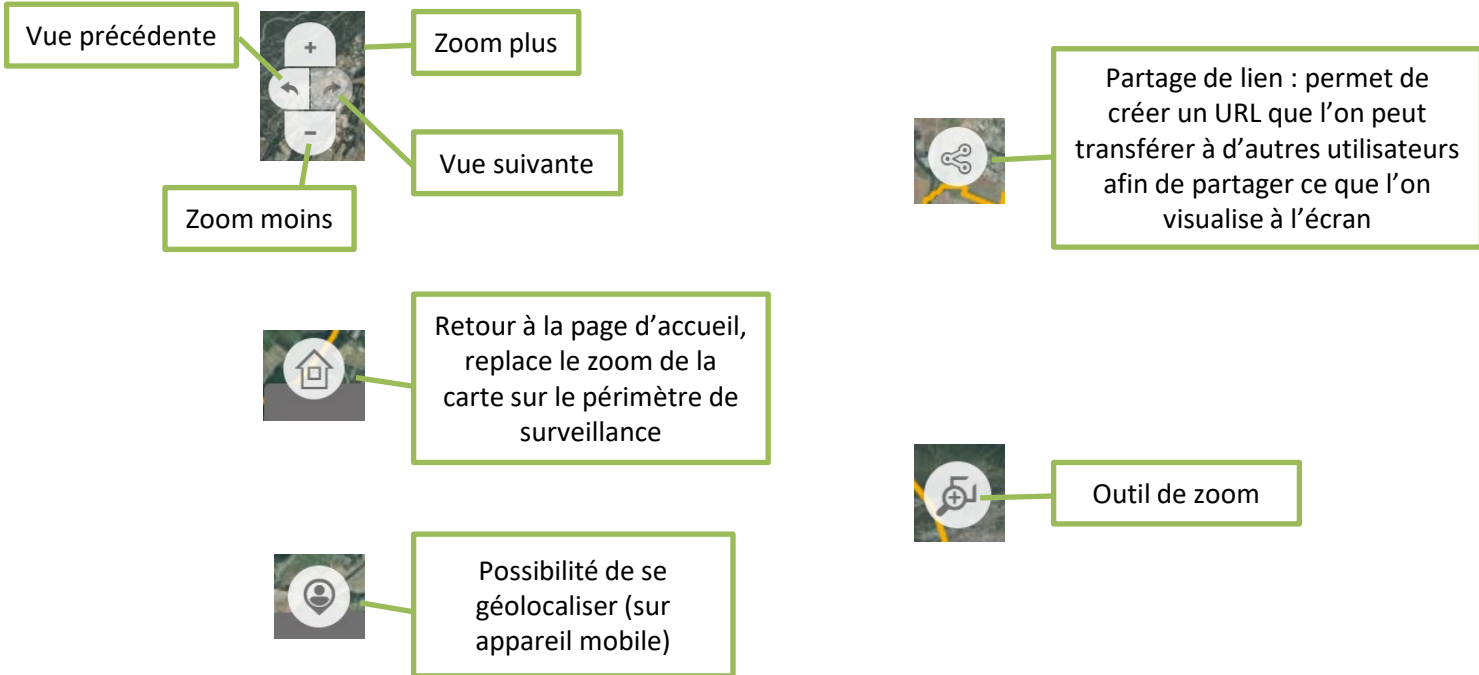 Vue précédente
Zoom plus
Vue suivante
Zoom moins
Partage de lien : permet de
créer un URL que l’on peut
transférer à d’autres utilisateurs
afin de partager ce que l’on
visualise à l’écran
Retour à la page d’accueil,
replace le zoom de la
carte sur le périmètre de
surveillance
Outil de zoom
Possibilité de se
géolocaliser (sur
appareil mobile)